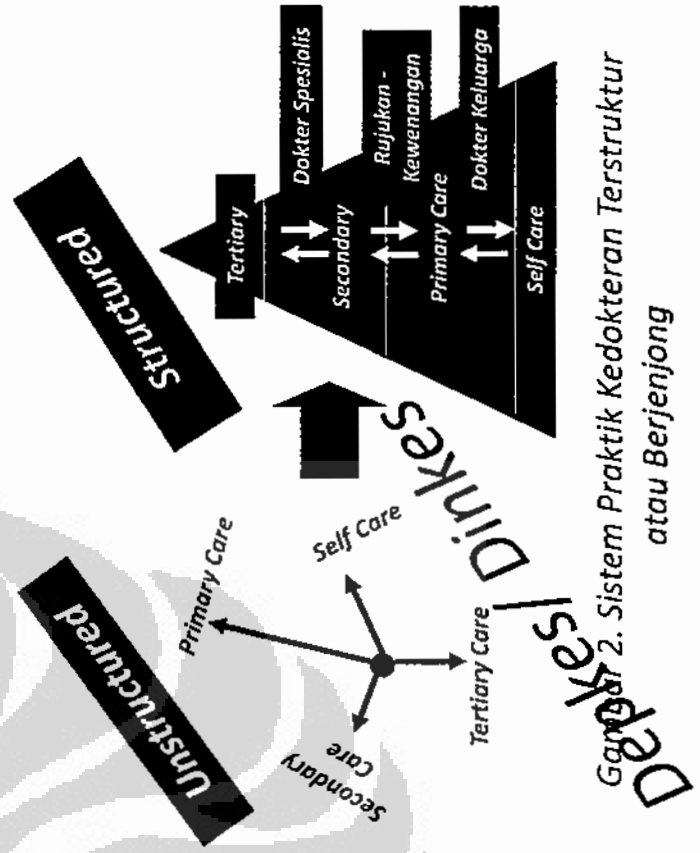 Unstructured
Primary Care
Self Care
Secondary
Care
Tertiary Care
Structured
Tertiary
Dokter Spesialis
Secondary
Rujukan -
Kewenangan
Primary Care
Dokter Keluarga
Self Care
Depkes/ Dinkes
Gambar 2. Sistem Praktik Kedokteran Terstruktur
atau Berjenjong